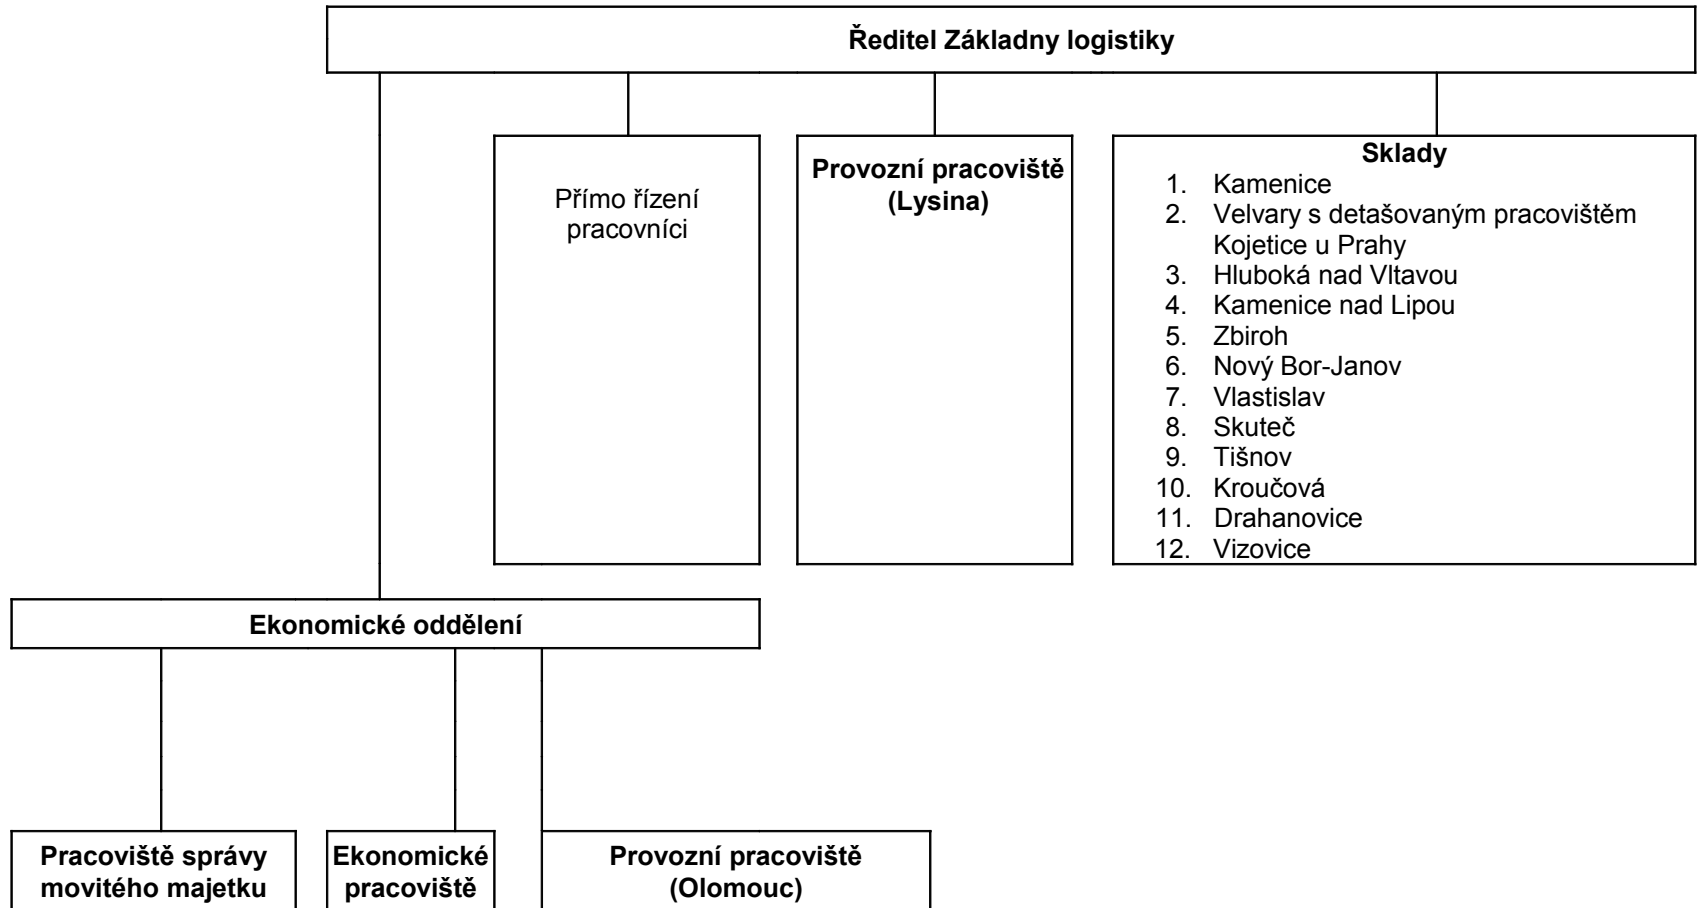 Ředitel Základny logistiky
Přímo řízení
pracovníci
Provozní pracoviště
(Lysina)
Sklady
1. Kamenice
2. Velvary s detašovaným pracovištěm
Kojetice u Prahy
3. Hluboká nad Vltavou
4. Kamenice nad Lipou
5. Zbiroh
6. Nový Bor-Janov
7. Vlastislav
8. Skuteč
9. Tišnov
10. Kroučová
11. Drahanovice
12. Vizovice
Ekonomické oddělení
Pracoviště správy
movitého majetku
Ekonomické
pracoviště
Provozní pracoviště
(Olomouc)